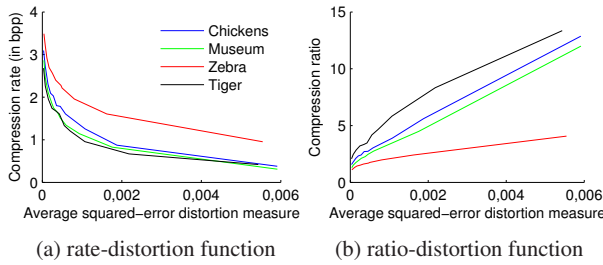 Compression rate (in bpp)
4
3
2
1
0
0
0,002
0,004
0,006
Chickens
Museum
Zebra
Tiger
Average squared−error distortion measure
(a) rate-distortion function
Compression ratio
15
10
5
0
0
0,002
0,004
0,006
Average squared−error distortion measure
(b) ratio-distortion function